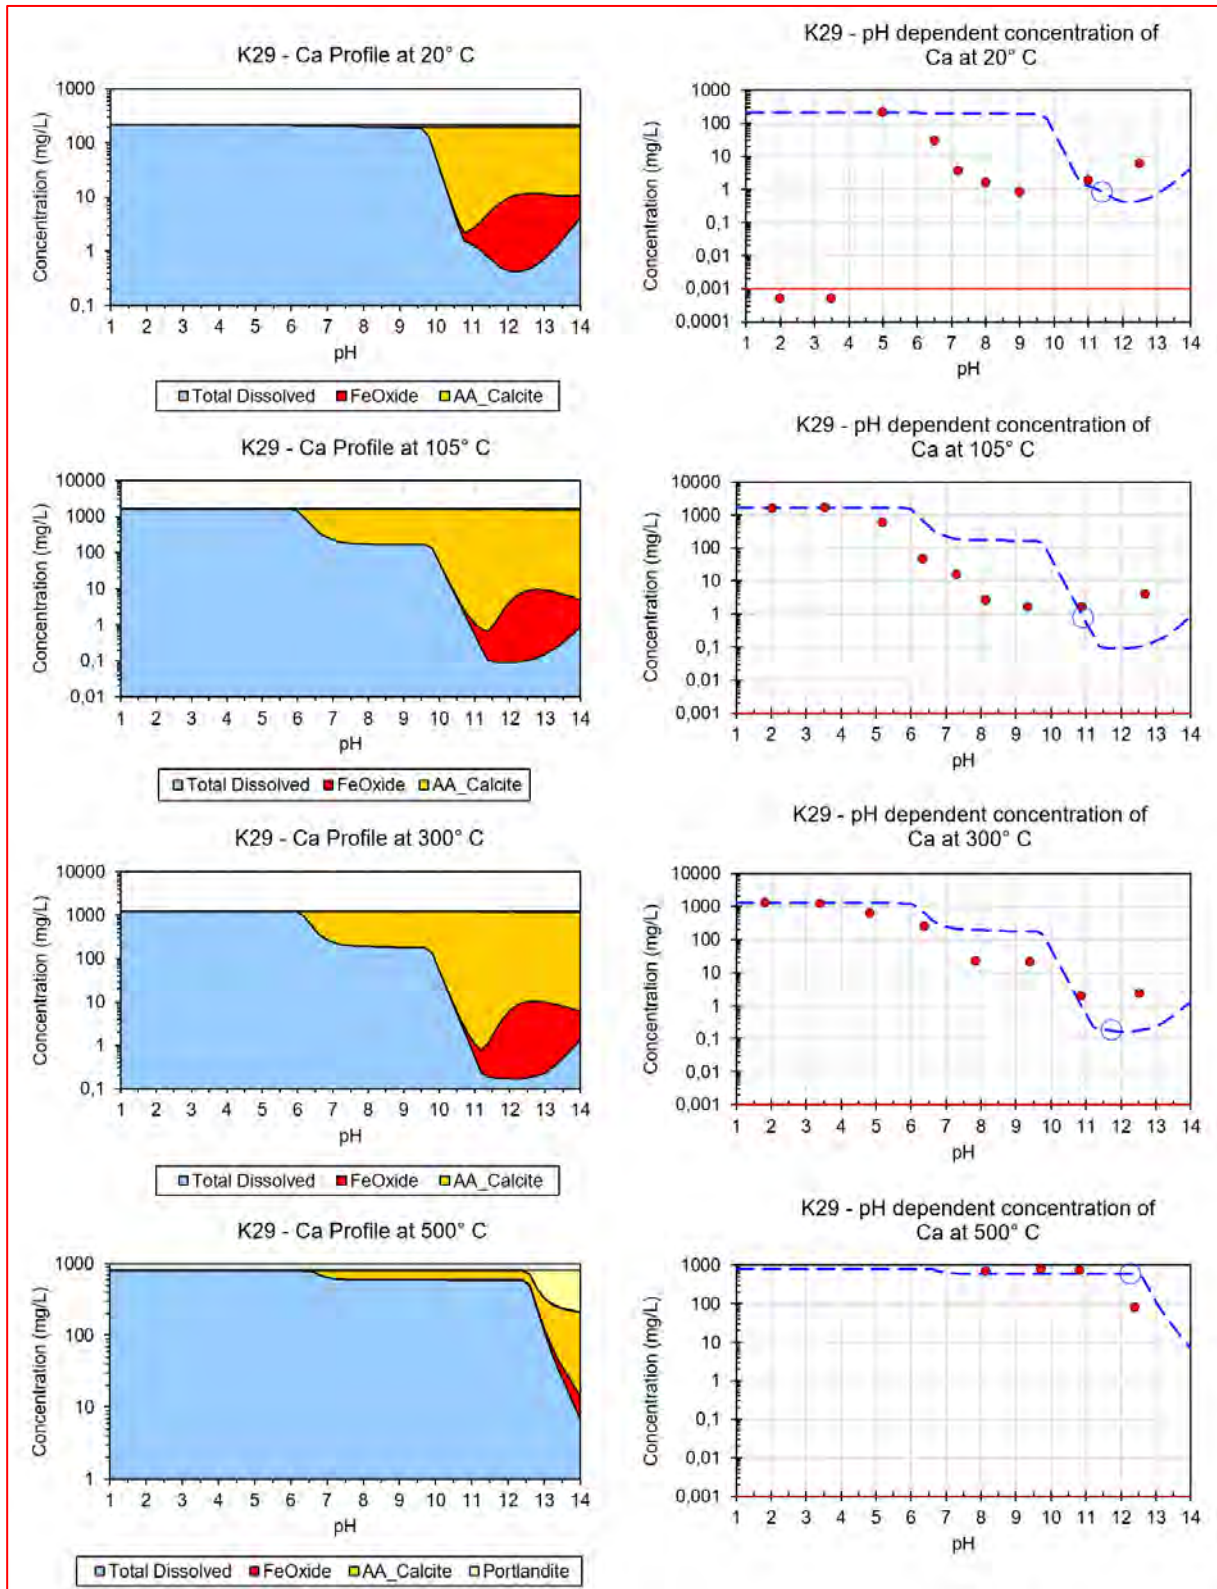 K29 - Ca Profile at 20° C
1000
100
10
1
0,1
Concentration (mg/L)
1 2 3 4 5 6 7 8 9 10 11 12 13 14
pH
Total Dissolved FeOxide AA_Calcite
K29 - pH dependent concentration of
Ca at 20° C
1000
100
10
1
0,1
0,01
0,001
0,0001
Concentration (mg/L)
1 2 3 4 5 6 7 8 9 10 11 12 13 14
pH
K29 - Ca Profile at 105° C
10000
1000
100
10
1
0,1
0,01
Concentration (mg/L)
1 2 3 4 5 6 7 8 9 10 11 12 13 14
pH
Total Dissolved FeOxide AA_Calcite
K29 - pH dependent concentration of
Ca at 105° C
10000
1000
100
10
1
0,1
0,01
0,001
Concentration (mg/L)
1 2 3 4 5 6 7 8 9 10 11 12 13 14
pH
K29 - Ca Profile at 300° C
10000
1000
100
10
1
0,1
Concentration (mg/L)
1 2 3 4 5 6 7 8 9 10 11 12 13 14
pH
Total Dissolved FeOxide AA_Calcite
K29 - pH dependent concentration of
Ca at 300° C
10000
1000
100
10
1
0,1
0,01
0,001
Concentration (mg/L)
1 2 3 4 5 6 7 8 9 10 11 12 13 14
pH
K29 - Ca Profile at 500° C
1000
100
10
1
Concentration (mg/L)
1 2 3 4 5 6 7 8 9 10 11 12 13 14
pH
Total Dissolved FeOxide AA_Calcite Portlandite
K29 - pH dependent concentration of
Ca at 500° C
1000
100
10
1
0,1
0,01
0,001
Concentration (mg/L)
1 2 3 4 5 6 7 8 9 10 11 12 13 14
pH